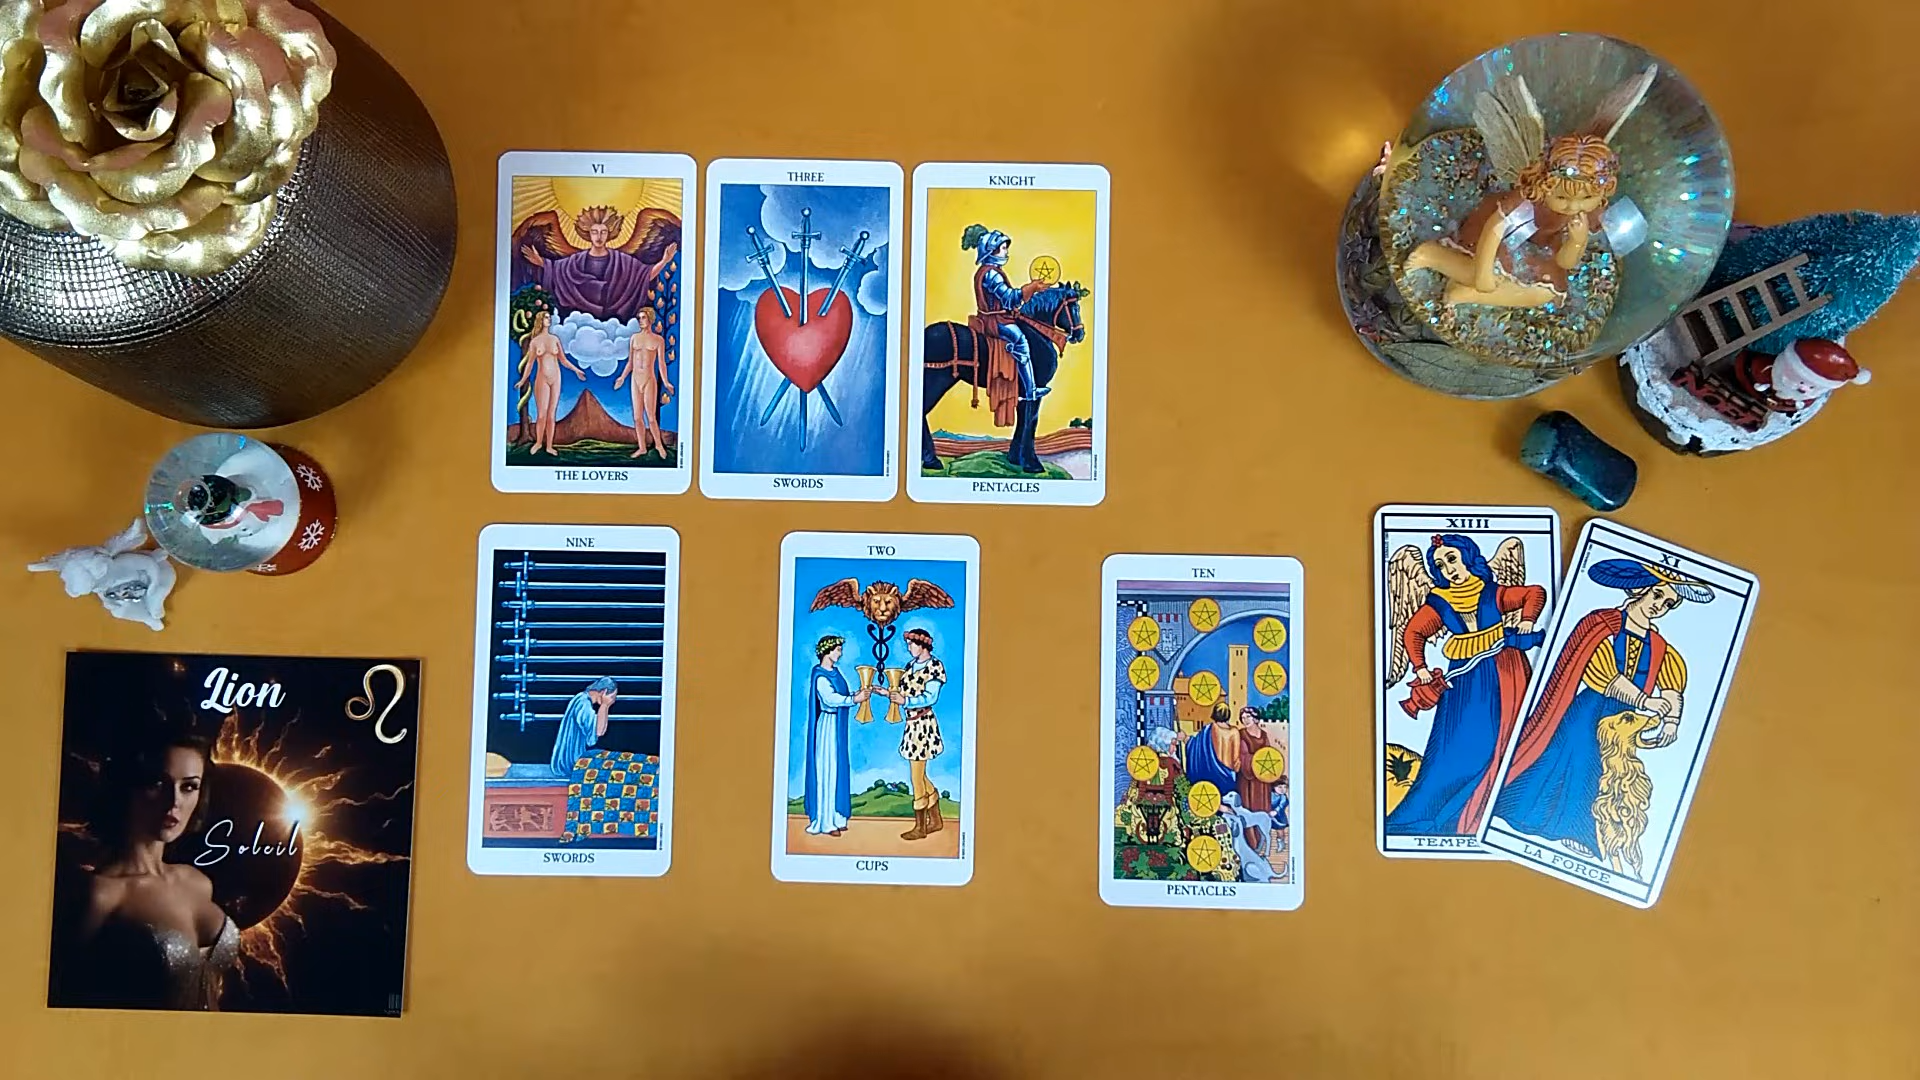 VI
THE LOVERS
THREE
SWORDS
KNIGHT
PENTACLES
NINE
SWORDS
TWO
CUPS
TEN
PENTACLES
XIIII
TEMPÉ
XI
LA FORCE
Lion
Soleil